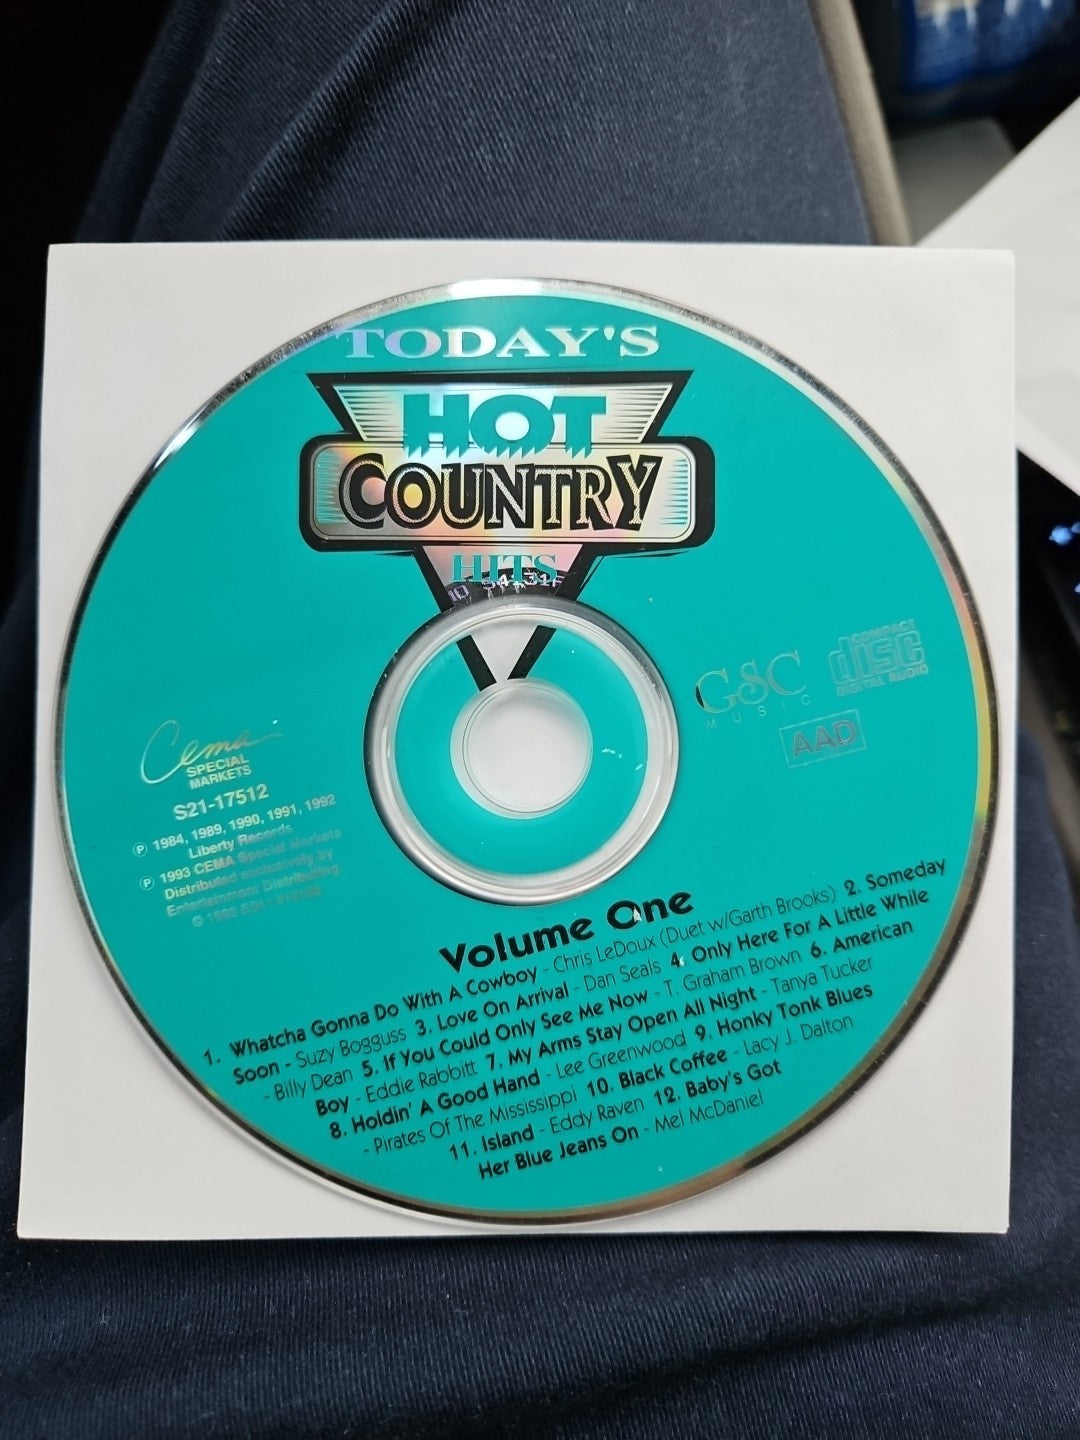 TODAY'S
HOT
COUNTRY
HITS
GSC
MUSIC
COMPACT
disc
DIGITAL AUDIO
AAD
Cema
SPECIAL
MARKETS
S21-17512
Ⓟ 1984, 1989, 1990, 1991, 1992
Liberty Records
Ⓟ 1993 CEMA Special Markets
Distributed exclusively by
Entertainment Distributing
Volume One
1. Whatcha Gonna Do With A Cowboy - Chris LeDoux (Duet w/Garth Brooks) 2. Someday
Soon - Suzy Bogguss 3. Love On Arrival - Dan Seals 4. Only Here For A Little While
- Billy Dean 5. If You Could Only See Me Now - T. Graham Brown 6. American
Boy - Eddie Rabbitt 7. My Arms Stay Open All Night - Tanya Tucker
8. Holdin' A Good Hand - Lee Greenwood 9. Honky Tonk Blues
- Pirates Of The Mississippi 10. Black Coffee - Lacy J. Dalton
11. Island - Eddy Raven 12. Baby's Got
Her Blue Jeans On - Mel McDaniel